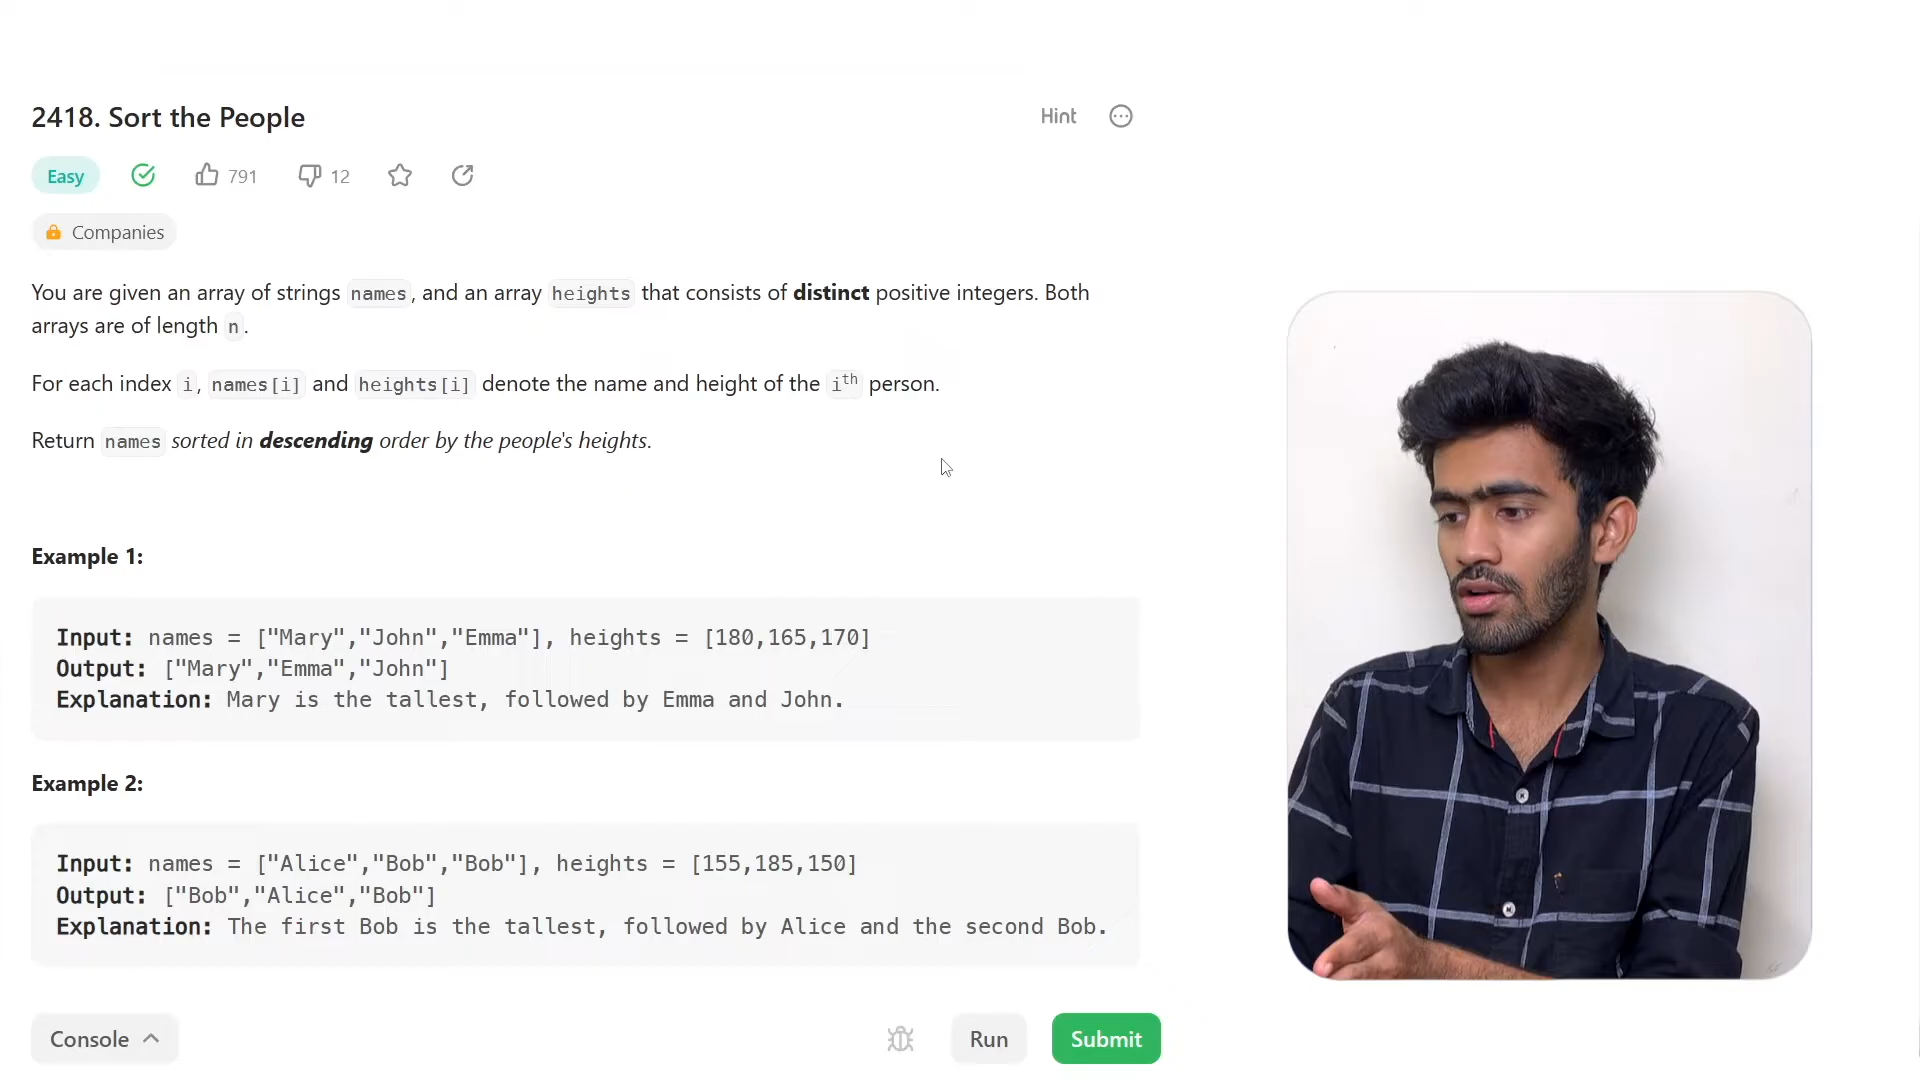 2418. Sort the People
Hint
Easy 791 12
Companies
You are given an array of strings names, and an array heights that consists of distinct positive integers. Both
arrays are of length n.
For each index i, names[i] and heights[i] denote the name and height of the ith person.
Return names sorted in descending order by the people's heights.
Example 1:
Input: names = ["Mary","John","Emma"], heights = [180,165,170]
Output: ["Mary","Emma","John"]
Explanation: Mary is the tallest, followed by Emma and John.
Example 2:
Input: names = ["Alice","Bob","Bob"], heights = [155,185,150]
Output: ["Bob","Alice","Bob"]
Explanation: The first Bob is the tallest, followed by Alice and the second Bob.
Console Run Submit